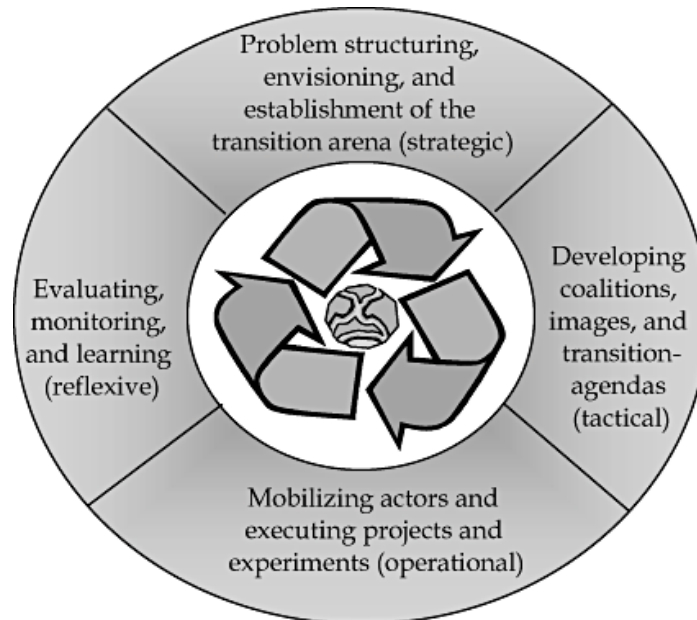 Problem structuring,
envisioning, and
establishment of the
transition arena (strategic)
Developing
coalitions,
images, and
transition-
agendas
(tactical)
Mobilizing actors and
executing projects and
experiments (operational)
Evaluating,
monitoring,
and learning
(reflexive)